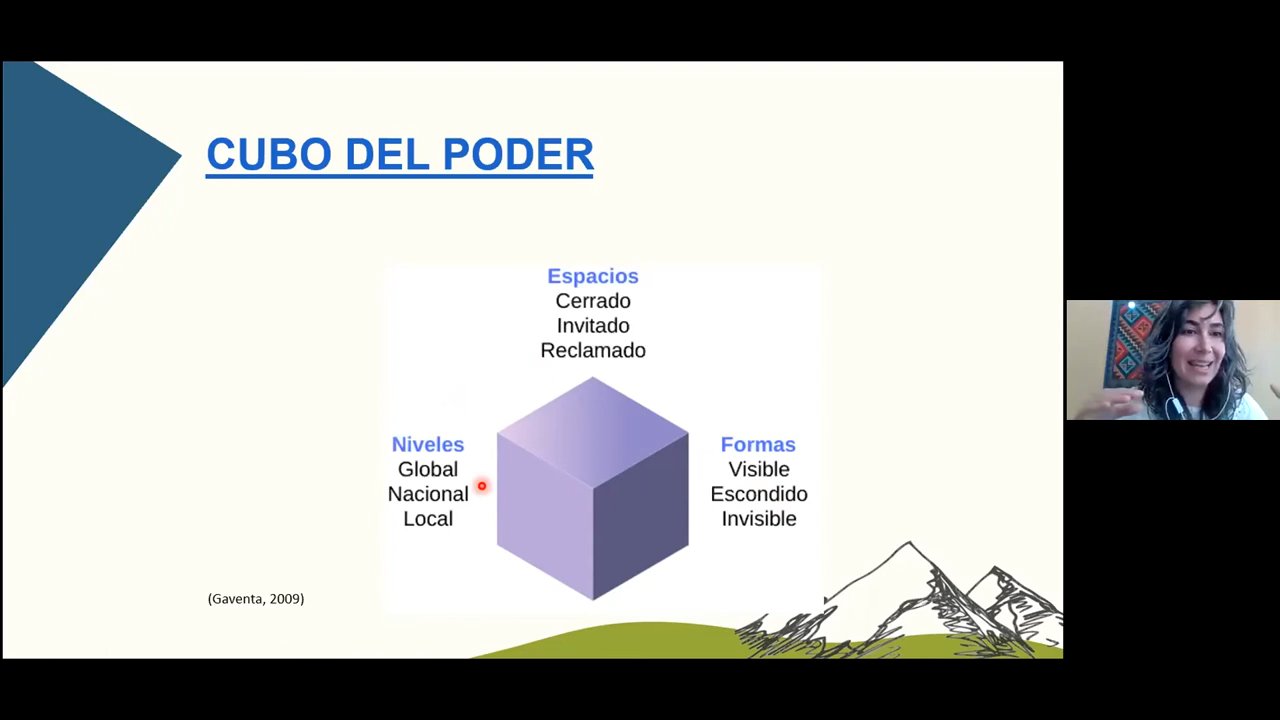 CUBO DEL PODER
Espacios
Cerrado
Invitado
Reclamado
Niveles
Global
Nacional
Local
Formas
Visible
Escondido
Invisible
(Gaventa, 2009)